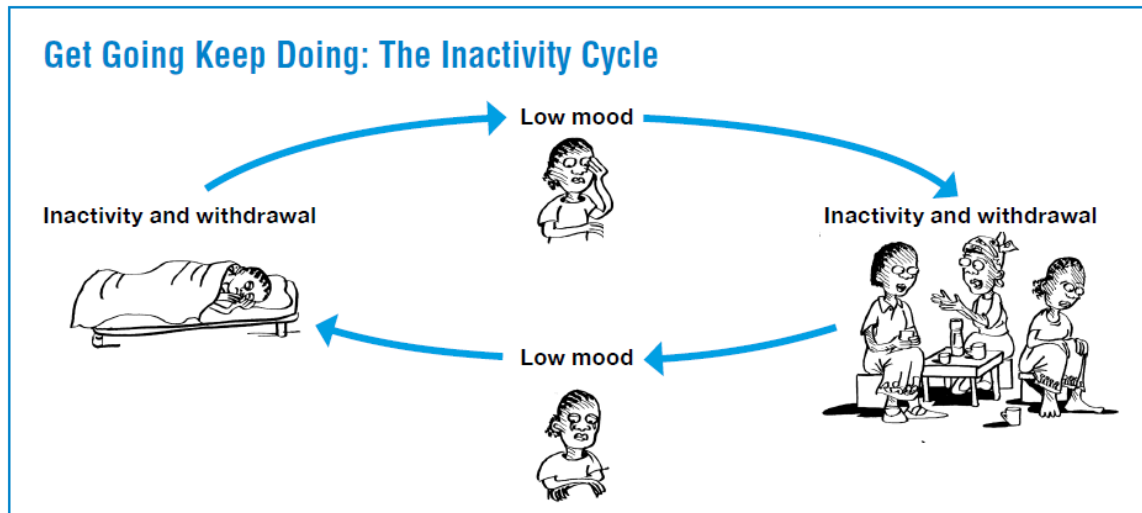 Get Going Keep Doing: The Inactivity Cycle
Low mood
Inactivity and withdrawal
Inactivity and withdrawal
Low mood